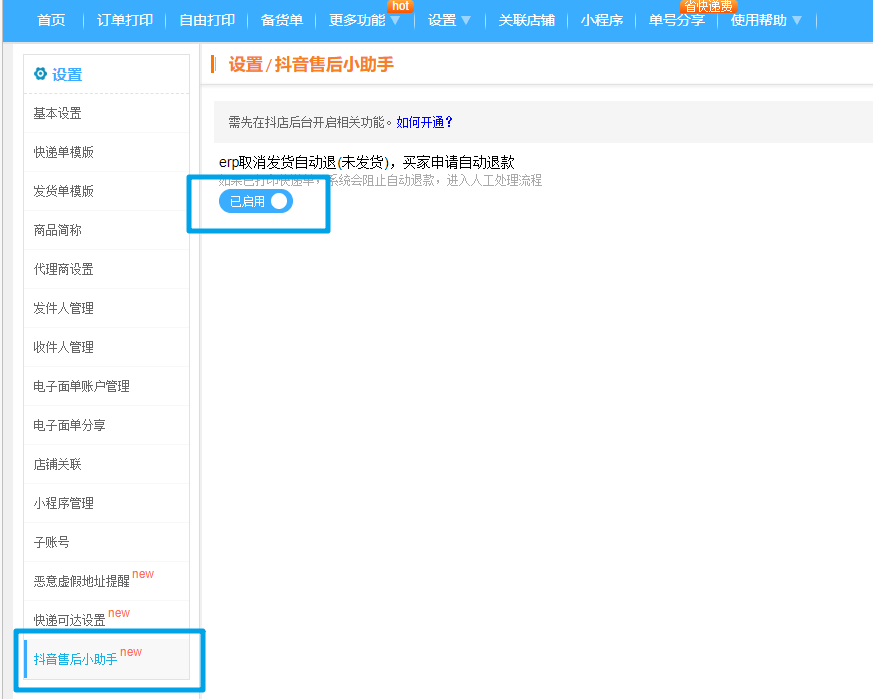 hot
省快递费
首页 订单打印 自由打印 备货单 更多功能 设置 关联店铺 小程序 单号分享 使用帮助
设置
基本设置
快递单模版
发货单模版
商品简称
代理商设置
发件人管理
收件人管理
电子面单账户管理
电子面单分享
店铺关联
小程序管理
子账号
恶意虚假地址提醒 new
快递可达设置 new
抖音售后小助手 new
设置 / 抖音售后小助手
需先在抖店后台开启相关功能。如何开通?
erp取消发货自动退(未发货)，买家申请自动退款
如果已打印快递单，系统会阻止自动退款，进入人工处理流程
已启用